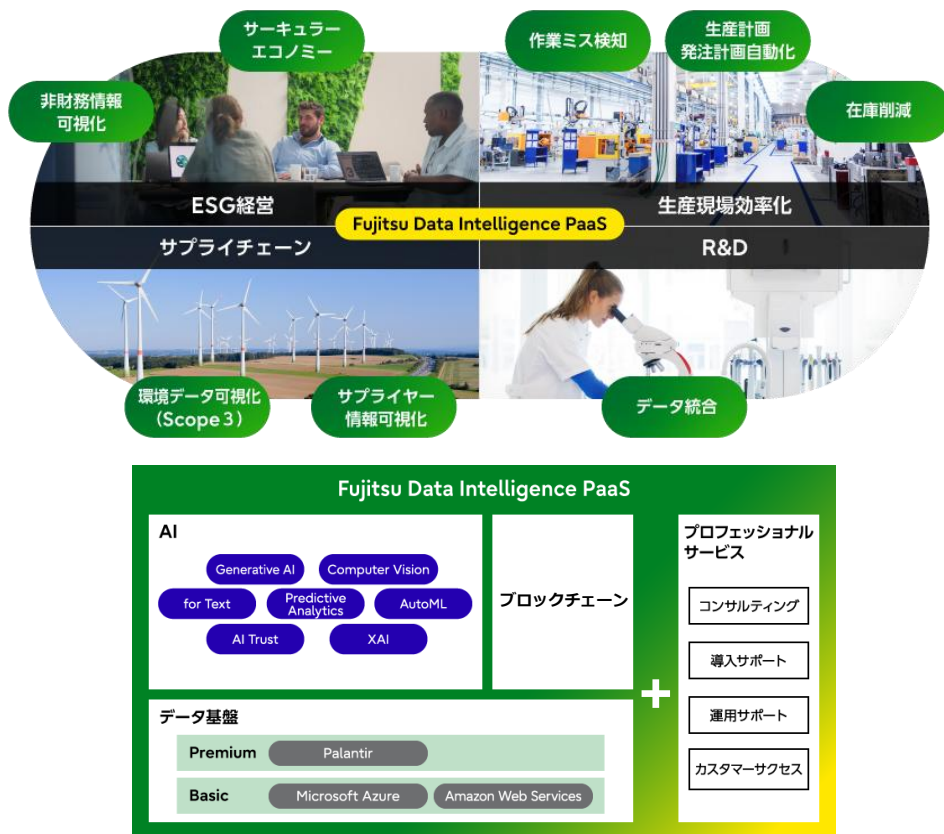 サーキュラー
エコノミー
作業ミス検知
生産計画
発注計画自動化
非財務情報
可視化
在庫削減
ESG経営
生産現場効率化
Fujitsu Data Intelligence PaaS
サプライチェーン
R&D
環境データ可視化
（Scope３）
サプライヤー
情報可視化
データ統合
Fujitsu Data Intelligence PaaS
AI
Generative AI
Computer Vision
for Text
Predictive
Analytics
AutoML
AI Trust
XAI
ブロックチェーン
データ基盤
Premium
Palantir
Basic
Microsoft Azure
Amazon Web Services
+
プロフェッショナル
サービス
コンサルティング
導入サポート
運用サポート
カスタマーサクセス